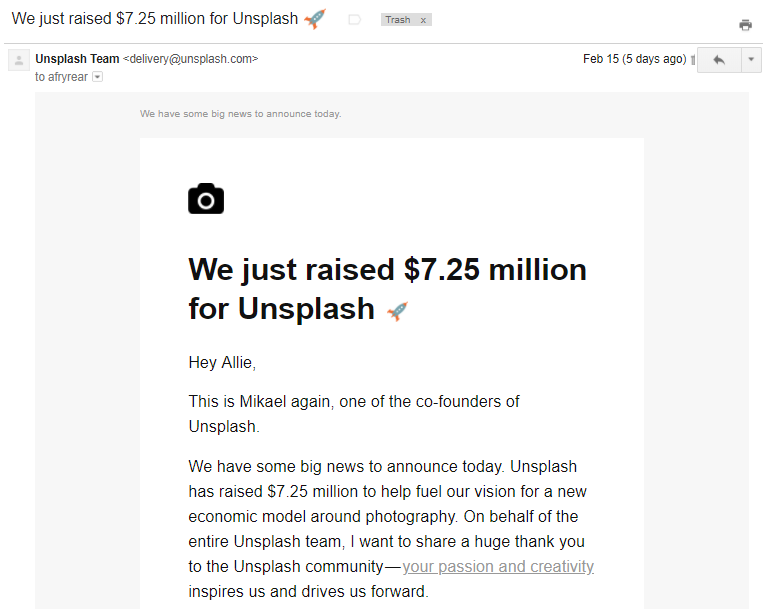 We just raised $7.25 million for Unsplash 🚀
Trash x
Unsplash Team <delivery@unsplash.com>
Feb 15 (5 days ago)
to afryrear
We have some big news to announce today.
We just raised $7.25 million
for Unsplash 🚀
Hey Allie,
This is Mikael again, one of the co-founders of
Unsplash.
We have some big news to announce today. Unsplash
has raised $7.25 million to help fuel our vision for a new
economic model around photography. On behalf of the
entire Unsplash team, I want to share a huge thank you
to the Unsplash community—your passion and creativity
inspires us and drives us forward.